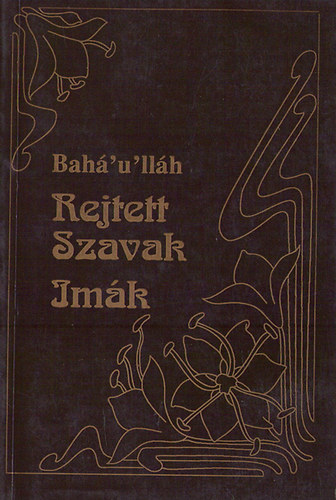 Bahá'u'lláh
Rejtett
Szavak
Imák